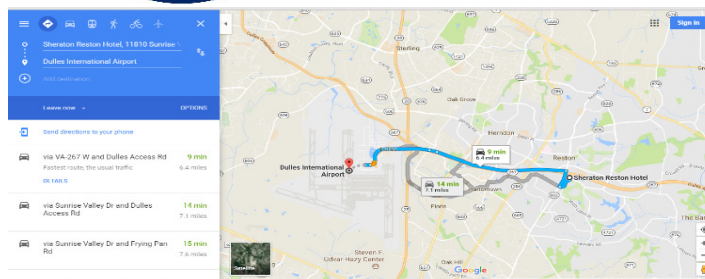 Sheraton Reston Hotel, 11810 Sunrise
Dulles International Airport
Add destination
Leave now
OPTIONS
Send directions to your phone
via VA-267 W and Dulles Access Rd
9 min
Fastest route, the usual traffic
6.4 miles
DETAILS
via Sunrise Valley Dr and Dulles
Access Rd
14 min
7.1 miles
via Sunrise Valley Dr and Frying Pan
Rd
15 min
7.6 miles
Sign in
Sterling
Oak Grove
Herndon
9 min
6.4 miles
Reston
Dulles International
Airport
Sheraton Reston Hotel
14 min
7.1 miles
Floris
Steven F.
Udvar Hazy Center
Oak Hill
Satellite
Google